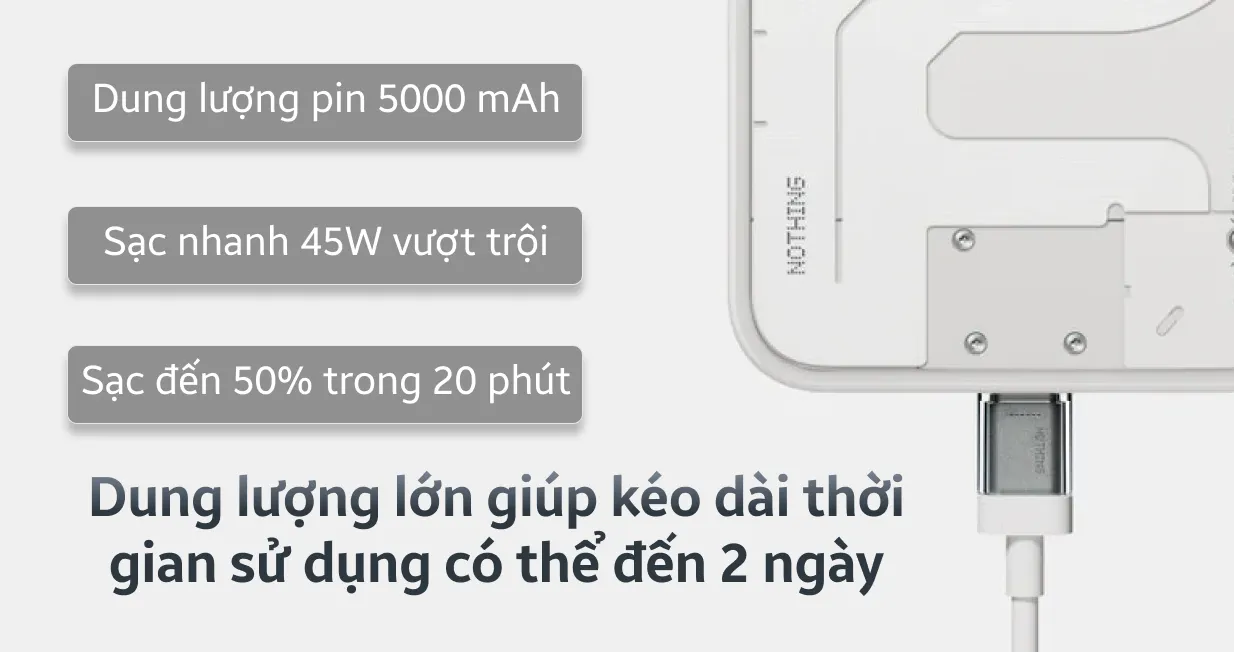 Dung lượng pin 5000 mAh
Sạc nhanh 45W vượt trội
Sạc đến 50% trong 20 phút
NOTHING
Dung lượng lớn giúp kéo dài thời
gian sử dụng có thể đến 2 ngày